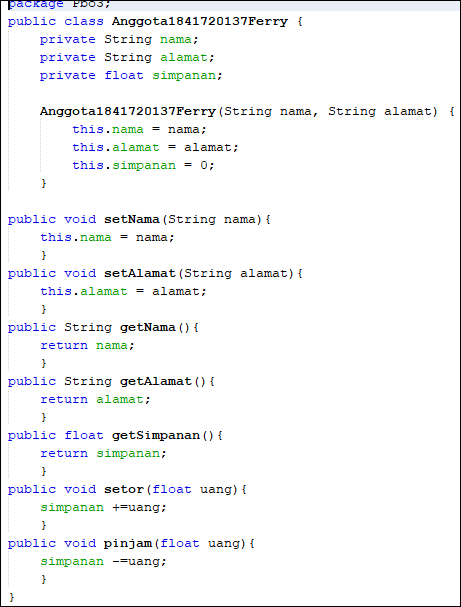 package Pbo3;
public class Anggota1841720137Ferry {
    private String nama;
    private String alamat;
    private float simpanan;

    Anggota1841720137Ferry(String nama, String alamat) {
        this.nama = nama;
        this.alamat = alamat;
        this.simpanan = 0;
    }

public void setNama(String nama){
    this.nama = nama;
    }
public void setAlamat(String alamat){
    this.alamat = alamat;
    }
public String getNama(){
    return nama;
    }
public String getAlamat(){
    return alamat;
    }
public float getSimpanan(){
    return simpanan;
    }
public void setor(float uang){
    simpanan +=uang;
    }
public void pinjam(float uang){
    simpanan -=uang;
    }
}